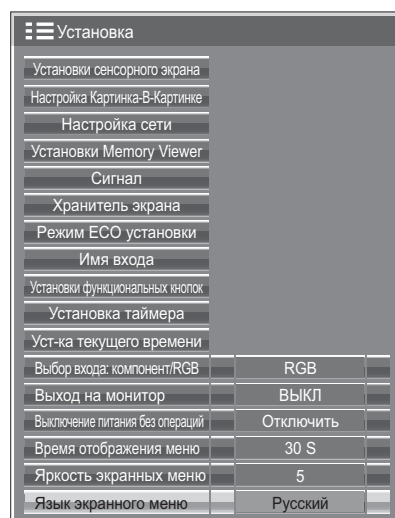 Установка
Установки сенсорного экрана
Настройка Картинка-В-Картинке
Настройка сети
Установки Memory Viewer
Сигнал
Хранитель экрана
Режим ECO установки
Имя входа
Установки функциональных кнопок
Установка таймера
Уст-ка текущего времени
Выбор входа: компонент/RGB RGB
Выход на монитор ВЫКЛ
Выключение питания без операций Отключить
Время отображения меню 30 S
Яркость экранных меню 5
Язык экранного меню Русский